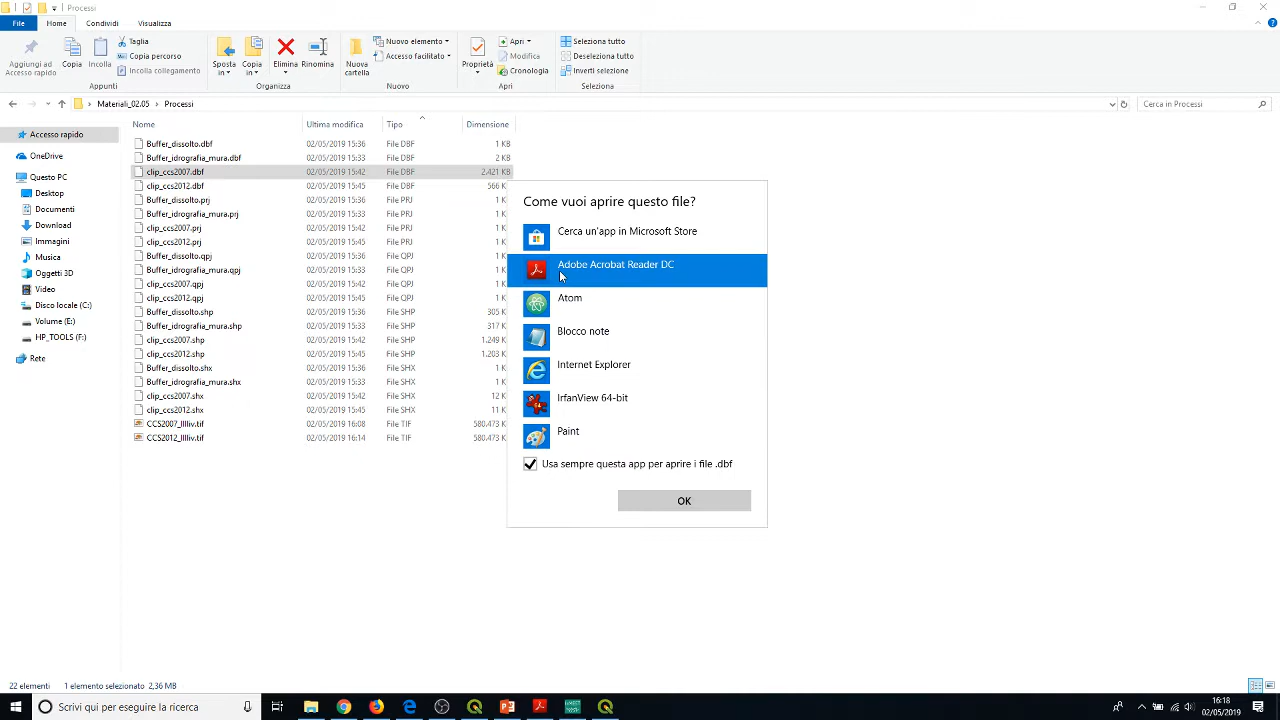 Processi
File Home Condividi Visualizza
Aggiungi ad Accesso rapido
Copia
Incolla
Taglia
Copia percorso
Incolla collegamento
Appunti
Sposta in
Copia in
Elimina
Rinomina
Organizza
Nuova cartella
Nuovo elemento
Accesso facilitato
Nuovo
Proprietà
Apri
Modifica
Cronologia
Apri
Seleziona tutto
Deseleziona tutto
Inverti selezione
Seleziona
Materiali_02.05 > Processi
Cerca in Processi
Accesso rapido
OneDrive
Questo PC
Desktop
Documenti
Download
Immagini
Musica
Oggetti 3D
Video
Disco locale (C:)
Volume (E:)
HP_TOOLS (F:)
Rete
Nome Ultima modifica Tipo Dimensione
Buffer_dissolto.dbf 02/05/2019 15:36 File DBF 1 KB
Buffer_idrografia_mura.dbf 02/05/2019 15:33 File DBF 2 KB
clip_ccs2007.dbf 02/05/2019 15:42 File DBF 2.421 KB
clip_ccs2012.dbf 02/05/2019 15:45 File DBF 566 K
Buffer_dissolto.prj 02/05/2019 15:36 File PRJ 1 K
Buffer_idrografia_mura.prj 02/05/2019 15:33 File PRJ 1 K
clip_ccs2007.prj 02/05/2019 15:42 File PRJ 1 K
clip_ccs2012.prj 02/05/2019 15:45 File PRJ 1 K
Buffer_dissolto.qpj 02/05/2019 15:36 File QPJ 1 K
Buffer_idrografia_mura.qpj 02/05/2019 15:33 File QPJ 1 K
clip_ccs2007.qpj 02/05/2019 15:42 File QPJ 1 K
clip_ccs2012.qpj 02/05/2019 15:45 File QPJ 1 K
Buffer_dissolto.shp 02/05/2019 15:36 File SHP 305 K
Buffer_idrografia_mura.shp 02/05/2019 15:33 File SHP 317 K
clip_ccs2007.shp 02/05/2019 15:42 File SHP 1.249 K
clip_ccs2012.shp 02/05/2019 15:45 File SHP 1.203 K
Buffer_dissolto.shx 02/05/2019 15:36 File SHX 1 K
Buffer_idrografia_mura.shx 02/05/2019 15:33 File SHX 1 K
clip_ccs2007.shx 02/05/2019 15:42 File SHX 12 K
clip_ccs2012.shx 02/05/2019 15:45 File SHX 11 K
CCS2007_IIIliv.tif 02/05/2019 16:08 File TIF 580.473 K
CCS2012_IIIliv.tif 02/05/2019 16:14 File TIF 580.473 K
Come vuoi aprire questo file?
Cerca un'app in Microsoft Store
Adobe Acrobat Reader DC
Atom
Blocco note
Internet Explorer
IrfanView 64-bit
Paint
Usa sempre questa app per aprire i file .dbf
OK
22 elementi 1 elemento selezionato 2,36 MB
Scrivi qui per eseguire la ricerca
16:18
02/05/2019